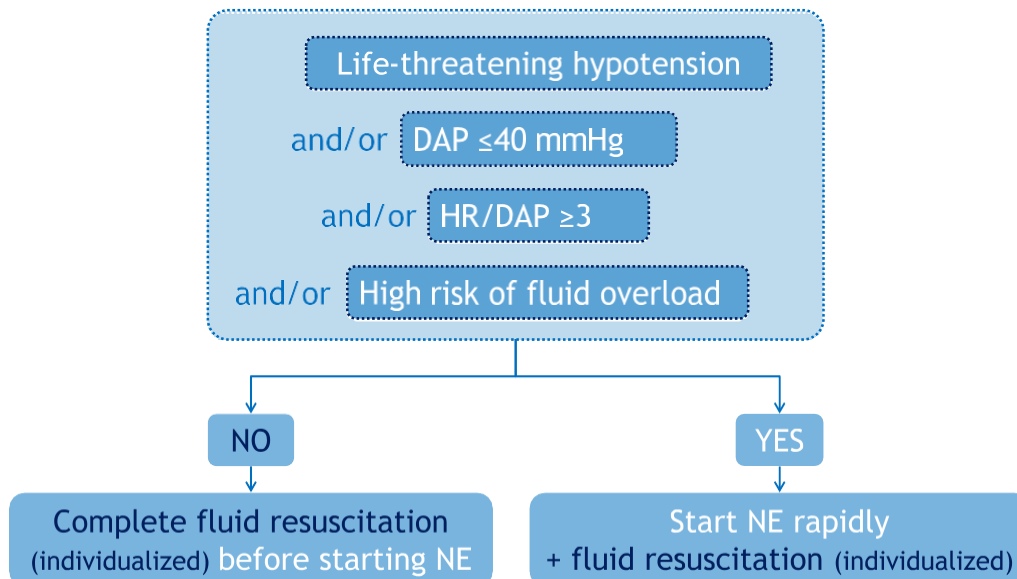 Life-threatening hypotension
and/or DAP ≤40 mmHg
and/or HR/DAP ≥3
and/or High risk of fluid overload
NO
YES
Complete fluid resuscitation
(individualized) before starting NE
Start NE rapidly
+ fluid resuscitation (individualized)